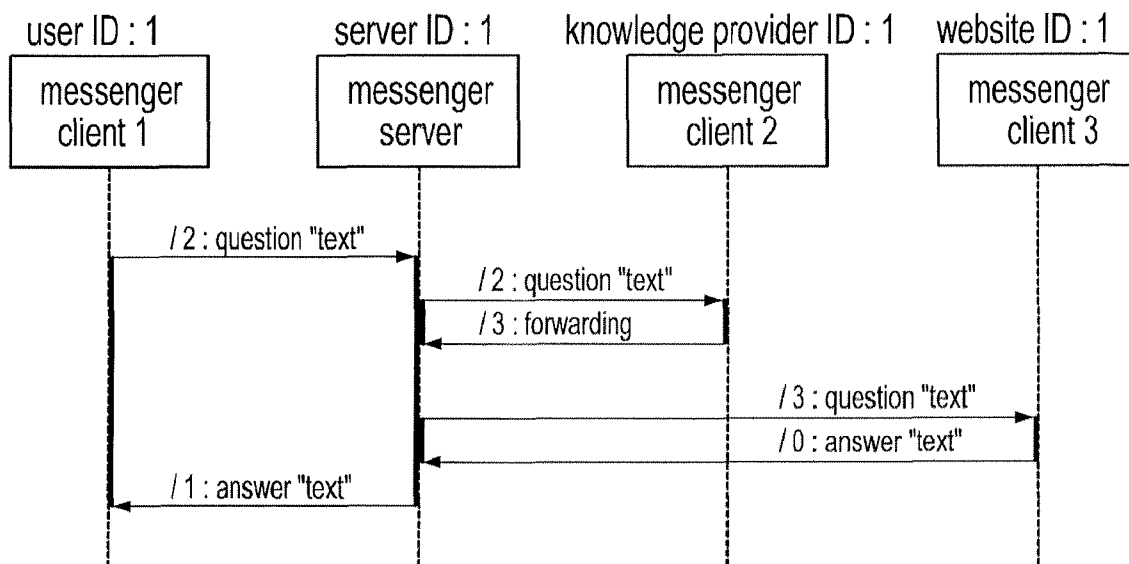 user ID : 1
server ID : 1
knowledge provider ID : 1
website ID : 1
messenger
client 1
messenger
server
messenger
client 2
messenger
client 3
/ 2 : question "text"
/ 2 : question "text"
/ 3 : forwarding
/ 3 : question "text"
/ 0 : answer "text"
/ 1 : answer "text"